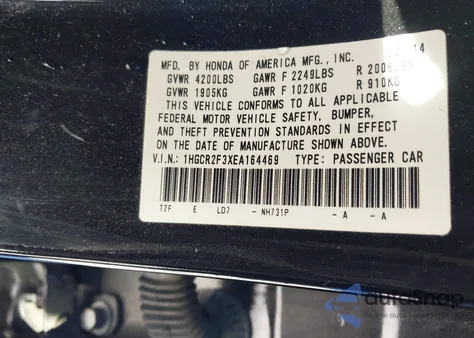 MFD. BY HONDA OF AMERICA MFG., INC. 14
GVWR 4200LBS GAWR F 2249LBS R 2006LBS
GVWR 1905KG GAWR F 1020KG R 910KG
THIS VEHICLE CONFORMS TO ALL APPLICABLE
FEDERAL MOTOR VEHICLE SAFETY, BUMPER,
AND THEFT PREVENTION STANDARDS IN EFFECT
ON THE DATE OF MANUFACTURE SHOWN ABOVE.
V.I.N.: 1HGCR2F3XEA164469 TYPE: PASSENGER CAR
T2F E LD7 - NH731P - A - A
autoSnap